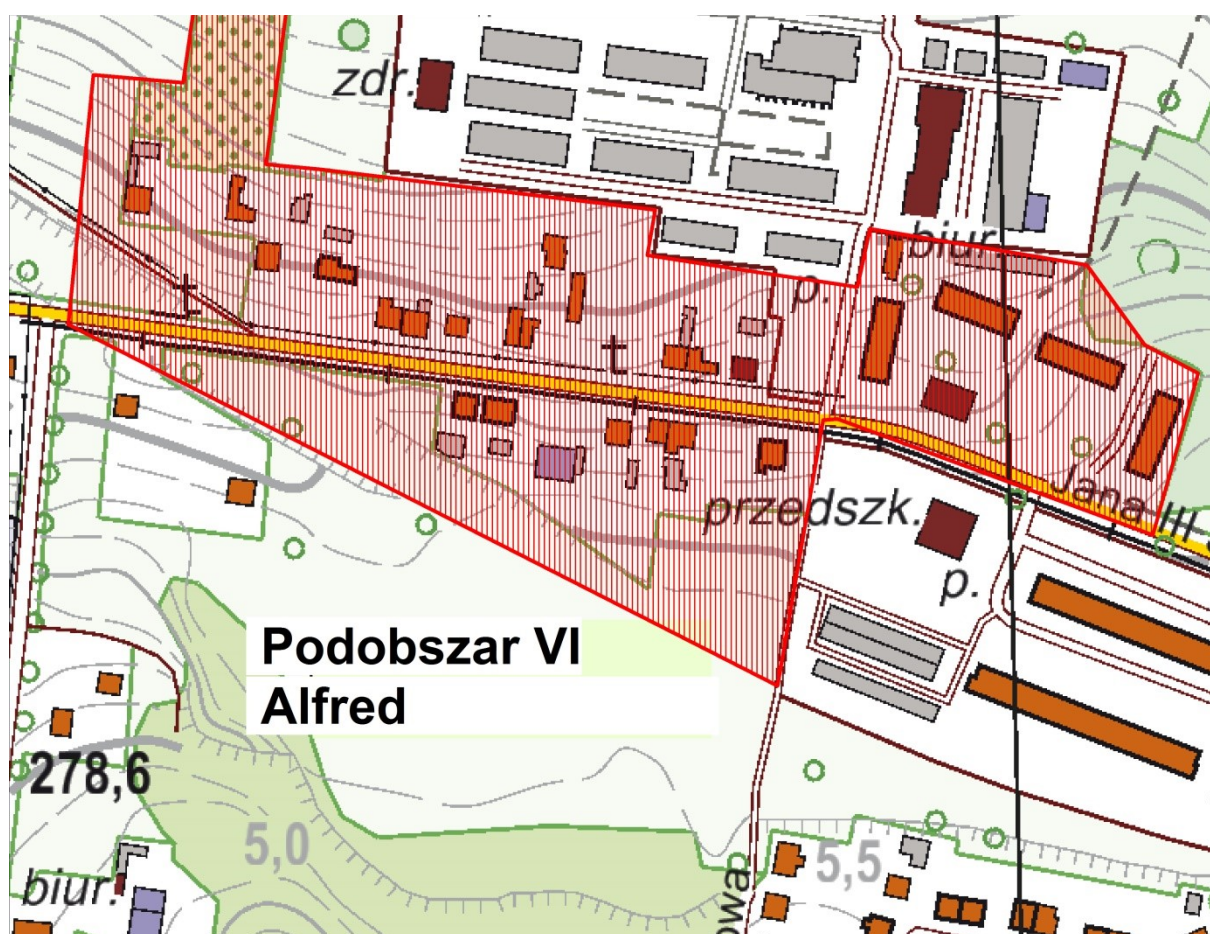 zdr.
biur.
p.
Jana III
przedszk.
p.
Podobszar VI
Alfred
278,6
5,0
5,5
biur.
owa